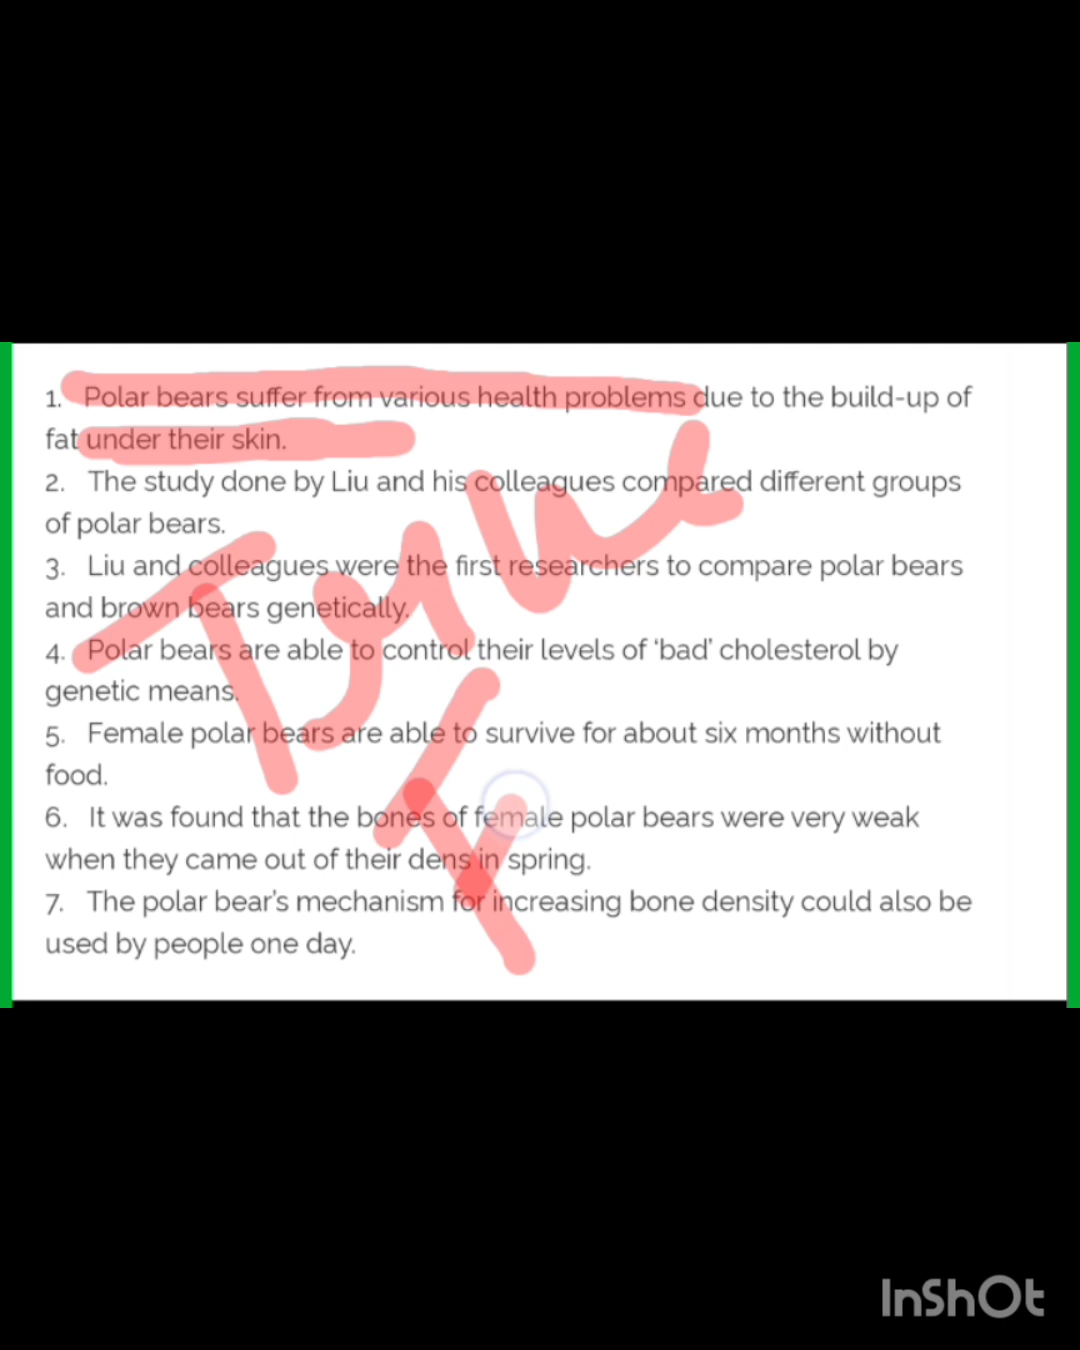 1. Polar bears suffer from various health problems due to the build-up of
fat under their skin.
2. The study done by Liu and his colleagues compared different groups
of polar bears.
3. Liu and colleagues were the first researchers to compare polar bears
and brown bears genetically.
4. Polar bears are able to control their levels of ‘bad’ cholesterol by
genetic means.
5. Female polar bears are able to survive for about six months without
food.
6. It was found that the bones of female polar bears were very weak
when they came out of their dens in spring.
7. The polar bear's mechanism for increasing bone density could also be
used by people one day.
InShOt